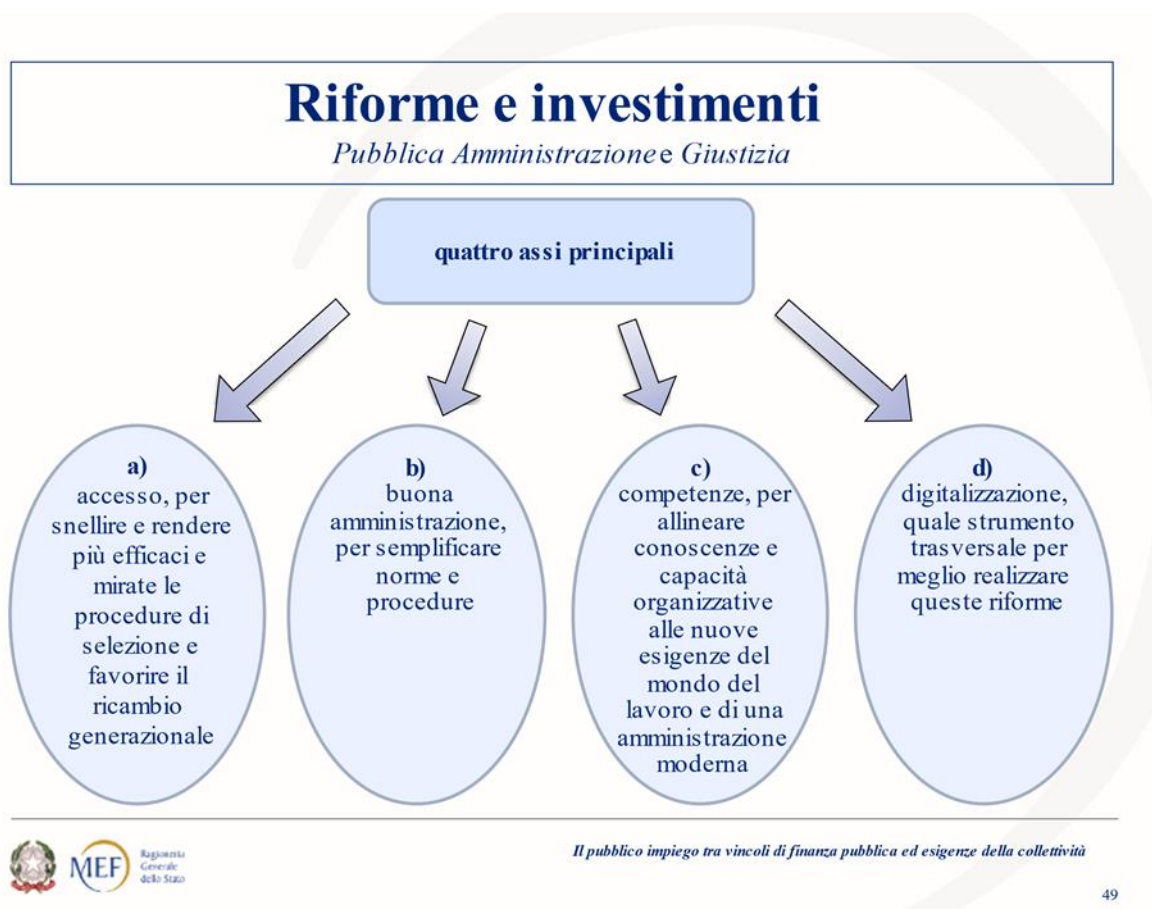 Riforme e investimenti
Pubblica Amministrazione e Giustizia
quattro assi principali
a)
accesso, per
snellire e rendere
più efficaci e
mirate le
procedure di
selezione e
favorire il
ricambio
generazionale
b)
buona
amministrazione,
per semplificare
norme e
procedure
c)
competenze, per
allineare
conoscenze e
capacità
organizzative
alle nuove
esigenze del
mondo del
lavoro e di una
amministrazione
moderna
d)
digitalizzazione,
quale strumento
trasversale per
meglio realizzare
queste riforme
MEF
Ragioneria
Generale
dello Stato
Il pubblico impiego tra vincoli di finanza pubblica ed esigenze della collettività
49